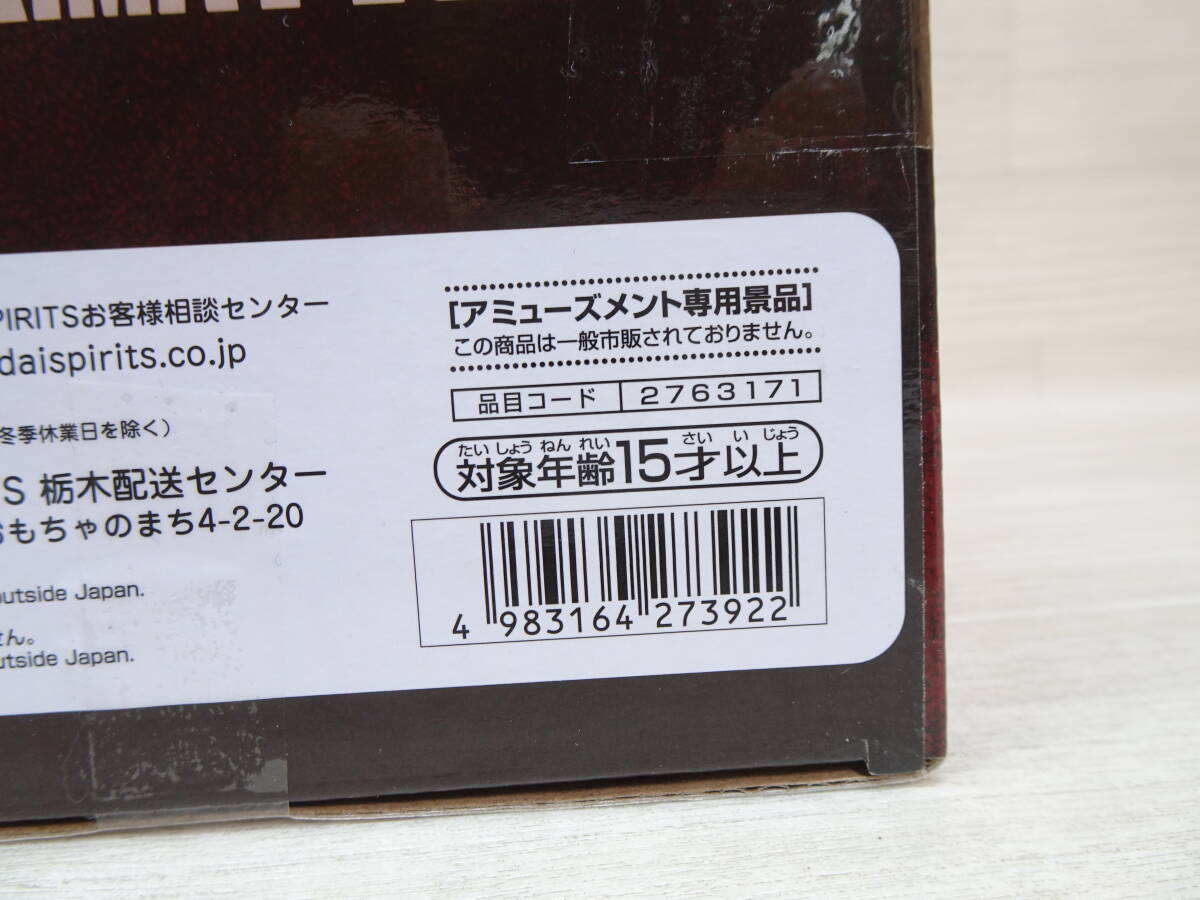 PIRITSお客様相談センター
daispirits.co.jp
冬季休業日を除く)
S 栃木配送センター
おもちゃのまち4-2-20
outside Japan.
せん。
outside Japan.
[アミューズメント専用景品]
この商品は一般市販されておりません。
品目コード 2763171
たいしょう ねん れい さい い じょう
対象年齢15才以上
4 983164 273922